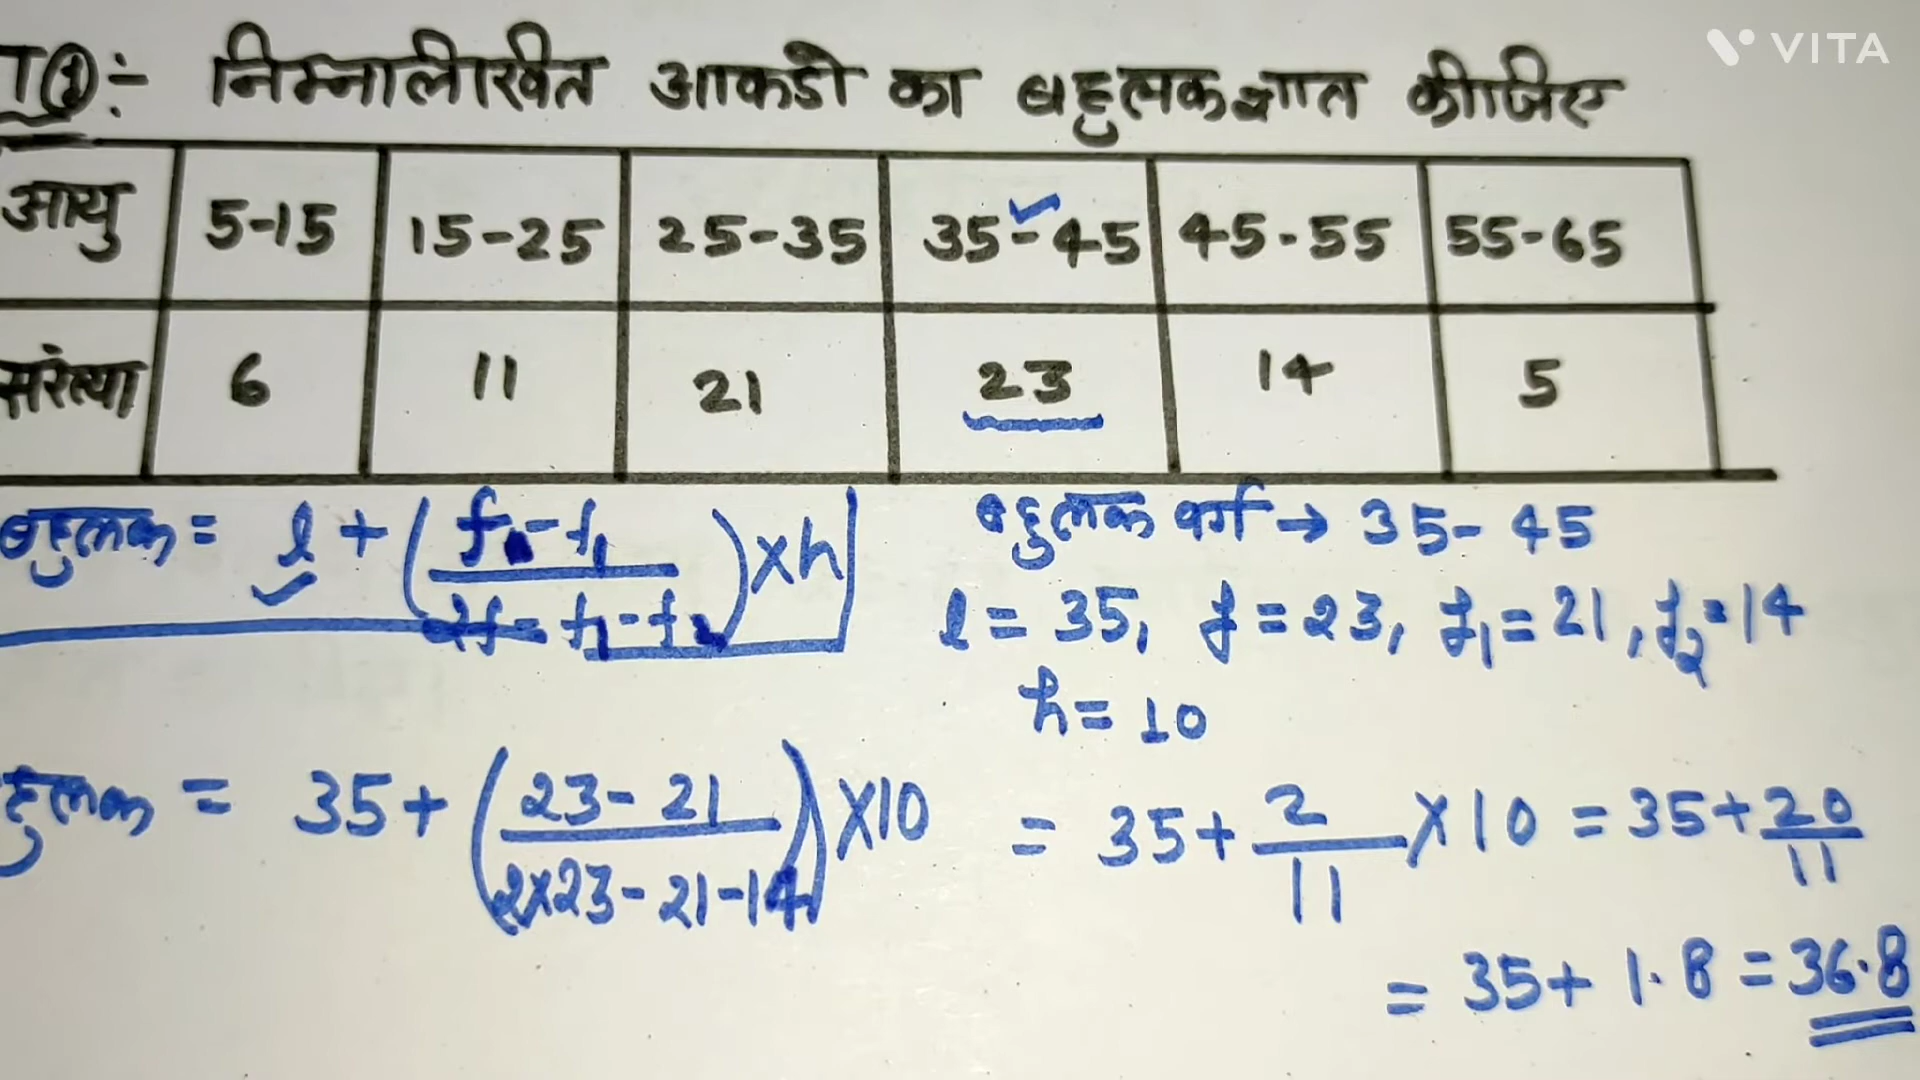 VITA
T①:- निम्नालीखीत आकडो का बहुलक ज्ञात कीजिए
आयु 5-15 15-25 25-35 35-45 45-55 55-65
संख्या 6 11 21 23 14 5
बहुलक = l + (f-f₁ / 2f-f₁-f₂) × h
बहुलक वर्ग → 35-45
l = 35, f = 23, f₁ = 21, f₂ = 14
h = 10
हुलक = 35 + (23-21 / 2×23-21-14) ×10 = 35 + 2/11 × 10 = 35 + 20/11
= 35 + 1.8 = 36.8